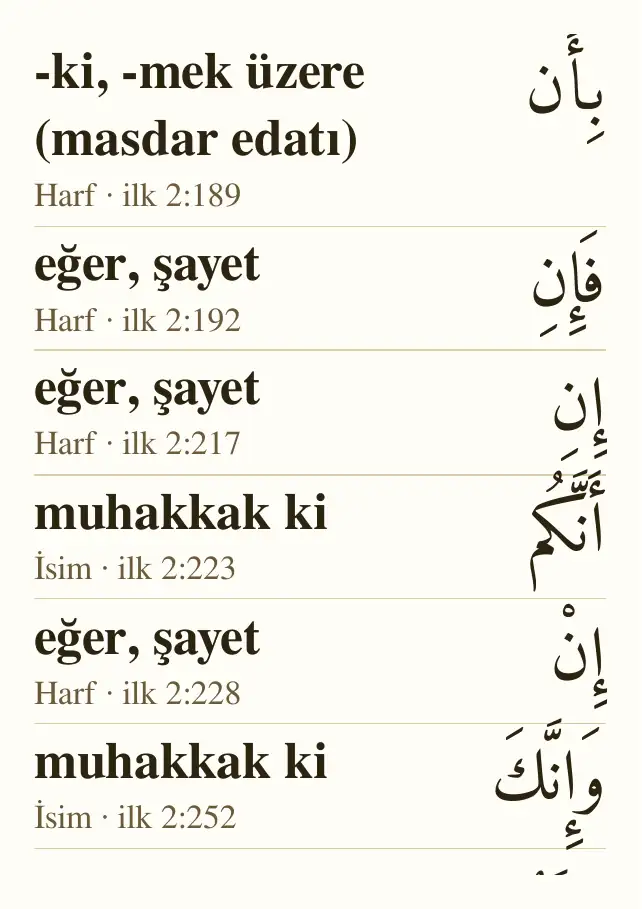 -ki, -mek üzere
(masdar edatı)
بِأَن
Harf · ilk 2:189
eğer, şayet
فَإِنِ
Harf · ilk 2:192
eğer, şayet
إِنِ
Harf · ilk 2:217
muhakkak ki
أَنَّكُم
İsim · ilk 2:223
eğer, şayet
إِنْ
Harf · ilk 2:228
muhakkak ki
وَإِنَّكَ
İsim · ilk 2:252